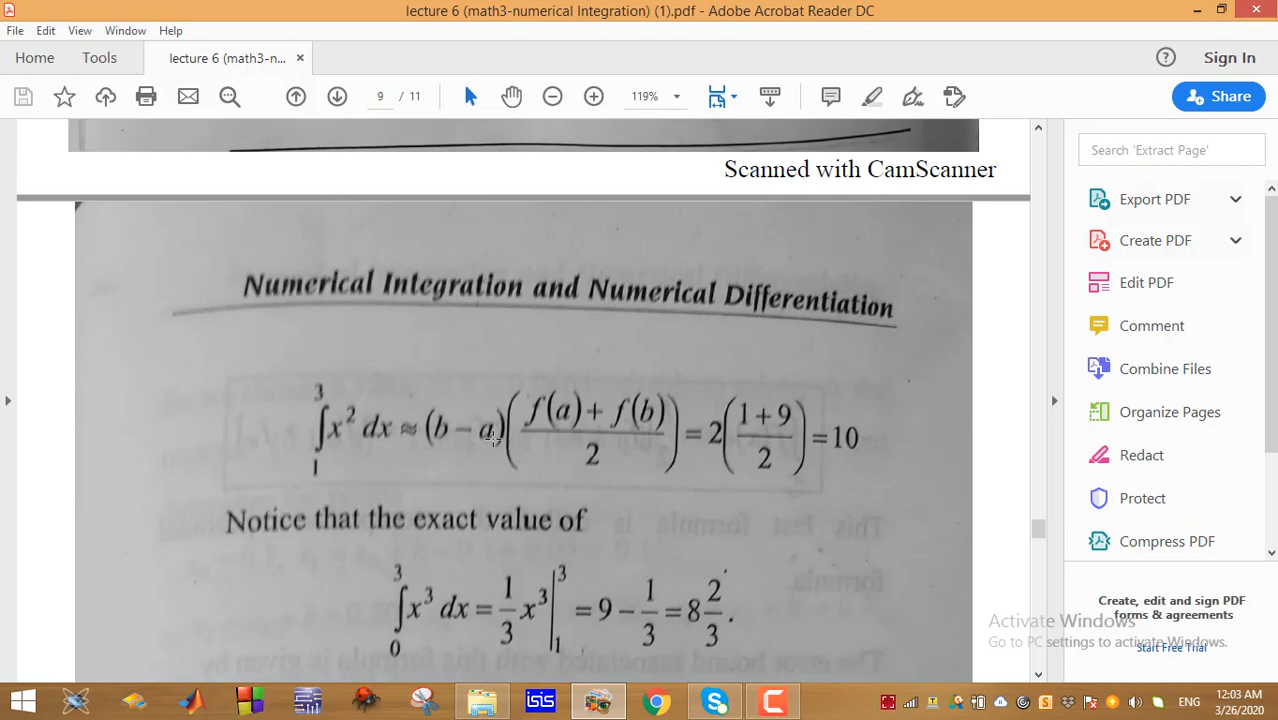 lecture 6 (math3-numerical Integration) (1).pdf - Adobe Acrobat Reader DC
File Edit View Window Help
Home Tools lecture 6 (math3-n... × Sign In
9 / 11 119% Share
Scanned with CamScanner
Search 'Extract Page'
Export PDF
Create PDF
Edit PDF
Comment
Combine Files
Organize Pages
Redact
Protect
Compress PDF
Create, edit and sign PDF
forms & agreements
Start Free Trial
Numerical Integration and Numerical Differentiation
∫₁³ x² dx ≈ (b − a)((f(a) + f(b))/2) = 2((1 + 9)/2) = 10
Notice that the exact value of
∫₀³ x³ dx = 1/3 x³ |₁³ = 9 − 1/3 = 8 2/3.
Activate Windows
Go to PC settings to activate Windows.
isis
12:03 AM
3/26/2020